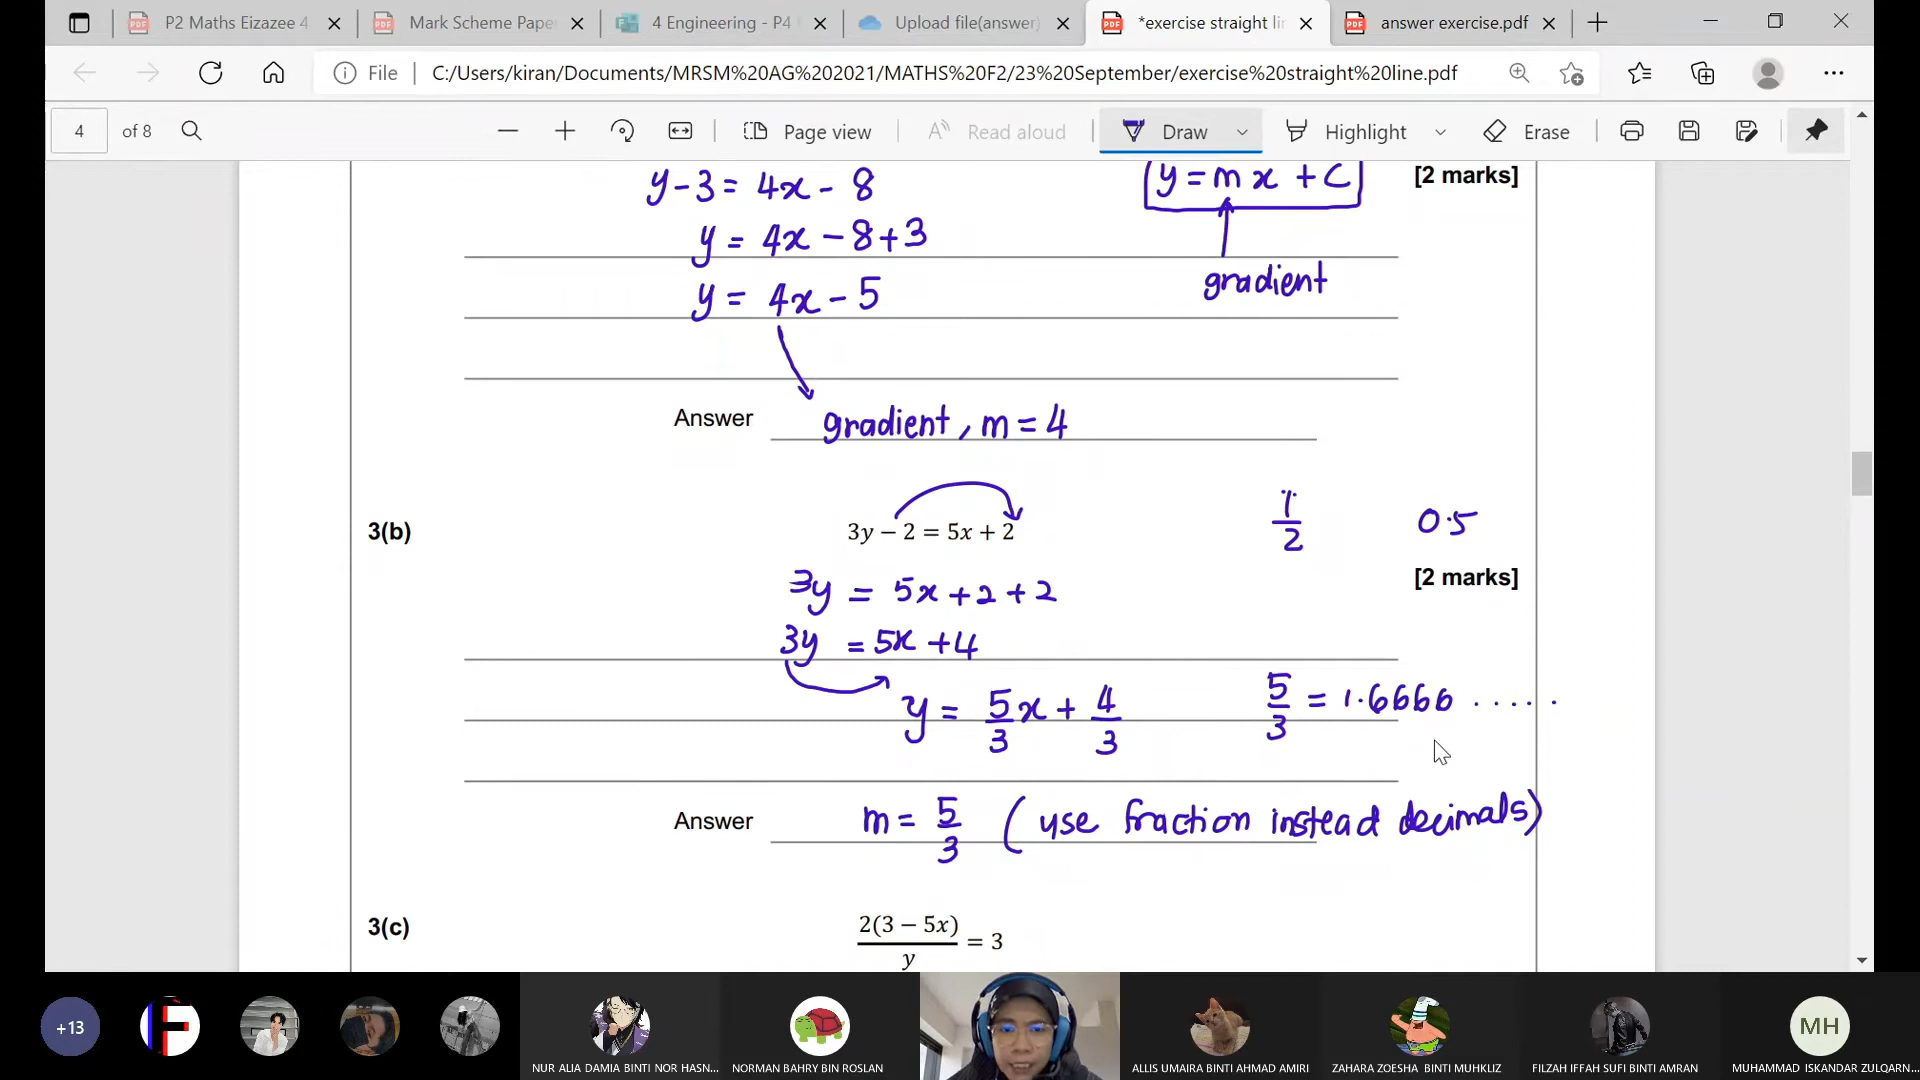 P2 Maths Eizazee 4
Mark Scheme Pape
4 Engineering - P4
Upload file(answer)
*exercise straight li
answer exercise.pdf
File
C:/Users/kiran/Documents/MRSM%20AG%202021/MATHS%20F2/23%20September/exercise%20straight%20line.pdf
4 of 8
Page view
Read aloud
Draw
Highlight
Erase
y-3 = 4x - 8
y = mx + c
[2 marks]
y = 4x - 8+3
gradient
y = 4x - 5
Answer gradient, m = 4
3(b) 3y − 2 = 5x + 2
1/2 0.5
[2 marks]
3y = 5x+2+2
3y = 5x+4
y = 5/3 x + 4/3
5/3 = 1.6666 .....
Answer m = 5/3 (use fraction instead decimals)
3(c) 2(3 − 5x)/y = 3
+13
F
MH
NUR ALIA DAMIA BINTI NOR HASN...
NORMAN BAHRY BIN ROSLAN
ALLIS UMAIRA BINTI AHMAD AMIRI
ZAHARA ZOESHA BINTI MUHKLIZ
FILZAH IFFAH SUFI BINTI AMRAN
MUHAMMAD ISKANDAR ZULQARN...